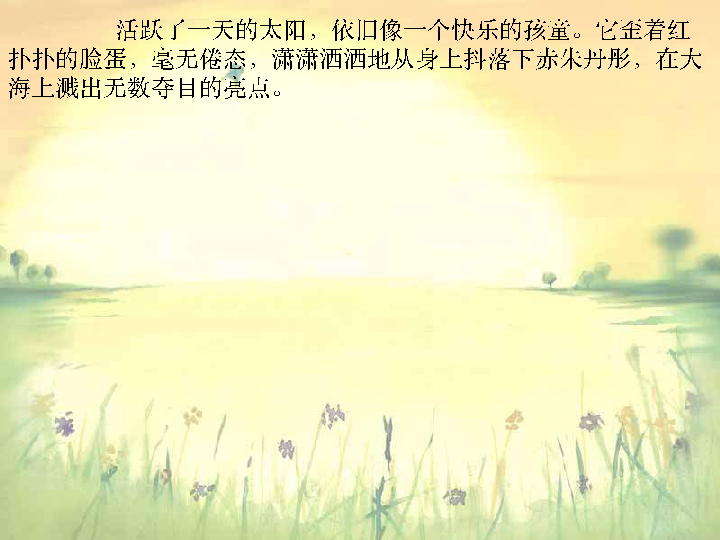 活跃了一天的太阳，依旧像一个快乐的孩童。它歪着红
扑扑的脸蛋，毫无倦态，潇潇洒洒地从身上抖落下赤朱丹彤，在大
海上溅出无数夺目的亮点。